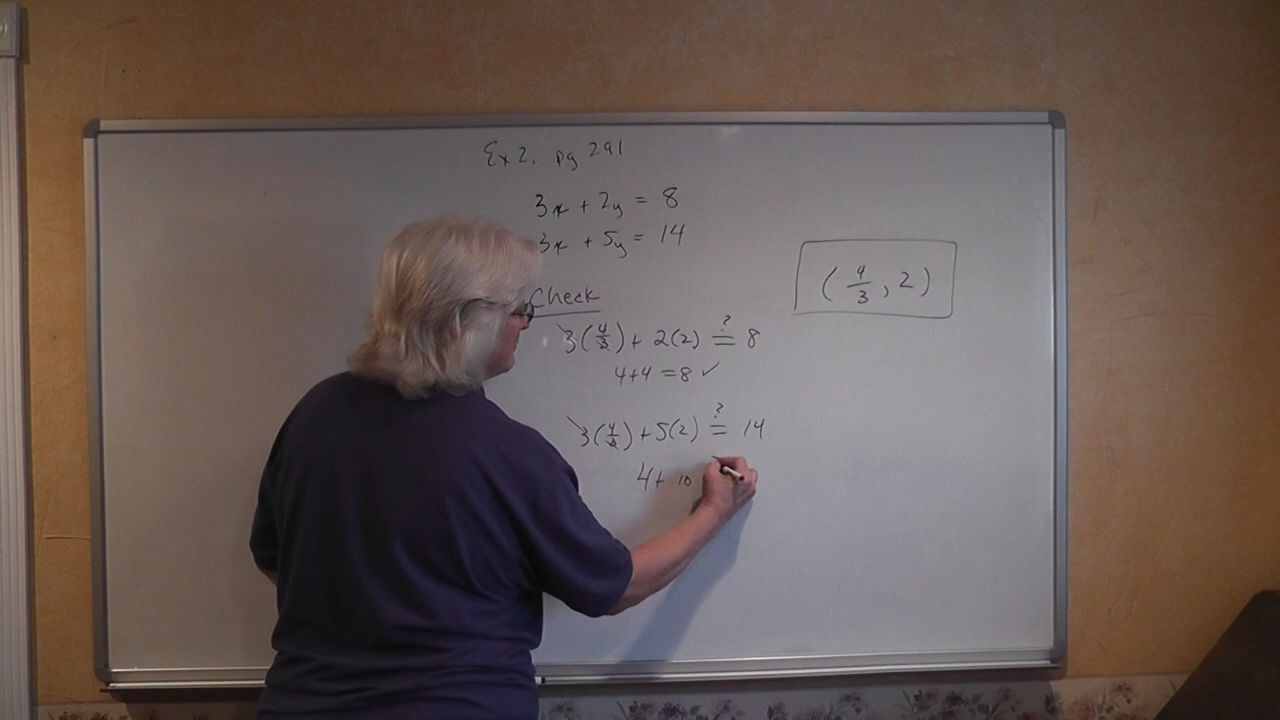 Ex 2. pg 291
3x + 2y = 8
3x + 5y = 14
(4/3, 2)
Check
3(4/3) + 2(2) ≟ 8
4+4 = 8 ✓
3(4/3) + 5(2) ≟ 14
4 + 10